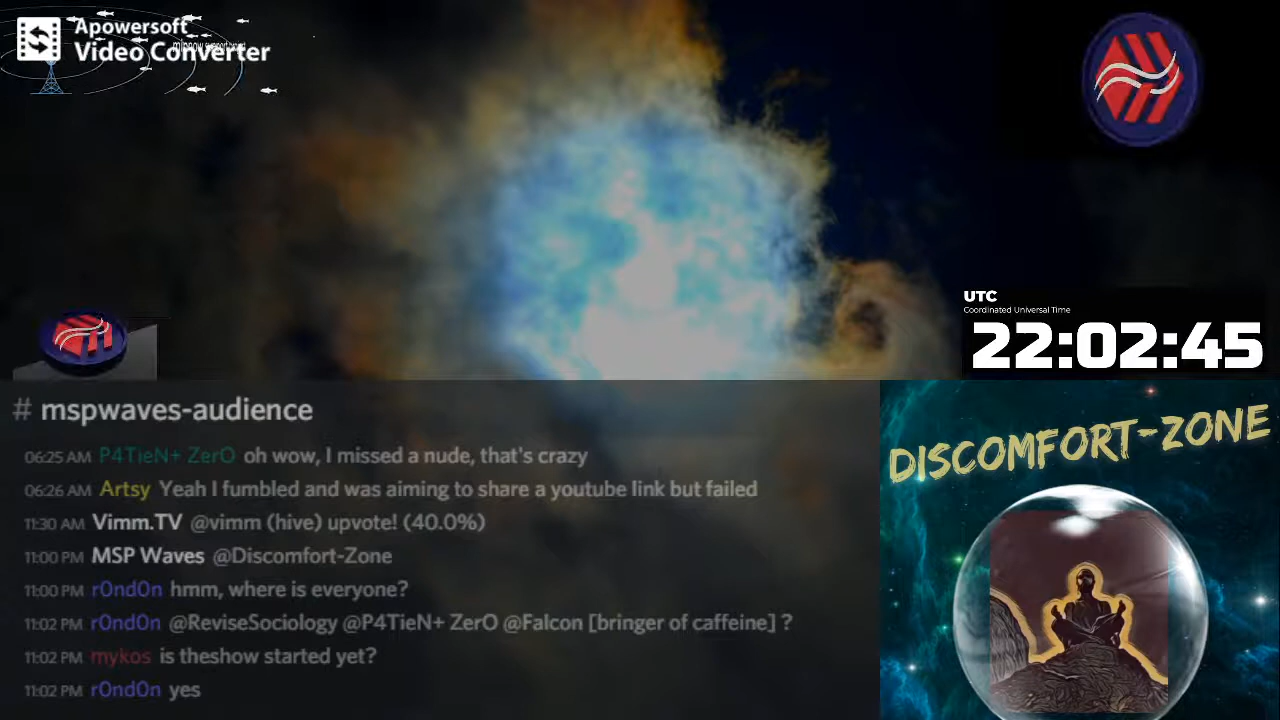 Apowersoft
Video Converter
UTC
Coordinated Universal Time
22:02:45
# mspwaves-audience
06:25 AM P4TieN+ ZerO oh wow, I missed a nude, that's crazy
06:26 AM Artsy Yeah I fumbled and was aiming to share a youtube link but failed
11:30 AM Vimm.TV @vimm (hive) upvote! (40.0%)
11:00 PM MSP Waves @Discomfort-Zone
11:00 PM r0nd0n hmm, where is everyone?
11:02 PM r0nd0n @ReviseSociology @P4TieN+ ZerO @Falcon [bringer of caffeine] ?
11:02 PM mykos is theshow started yet?
11:02 PM r0nd0n yes
DISCOMFORT-ZONE